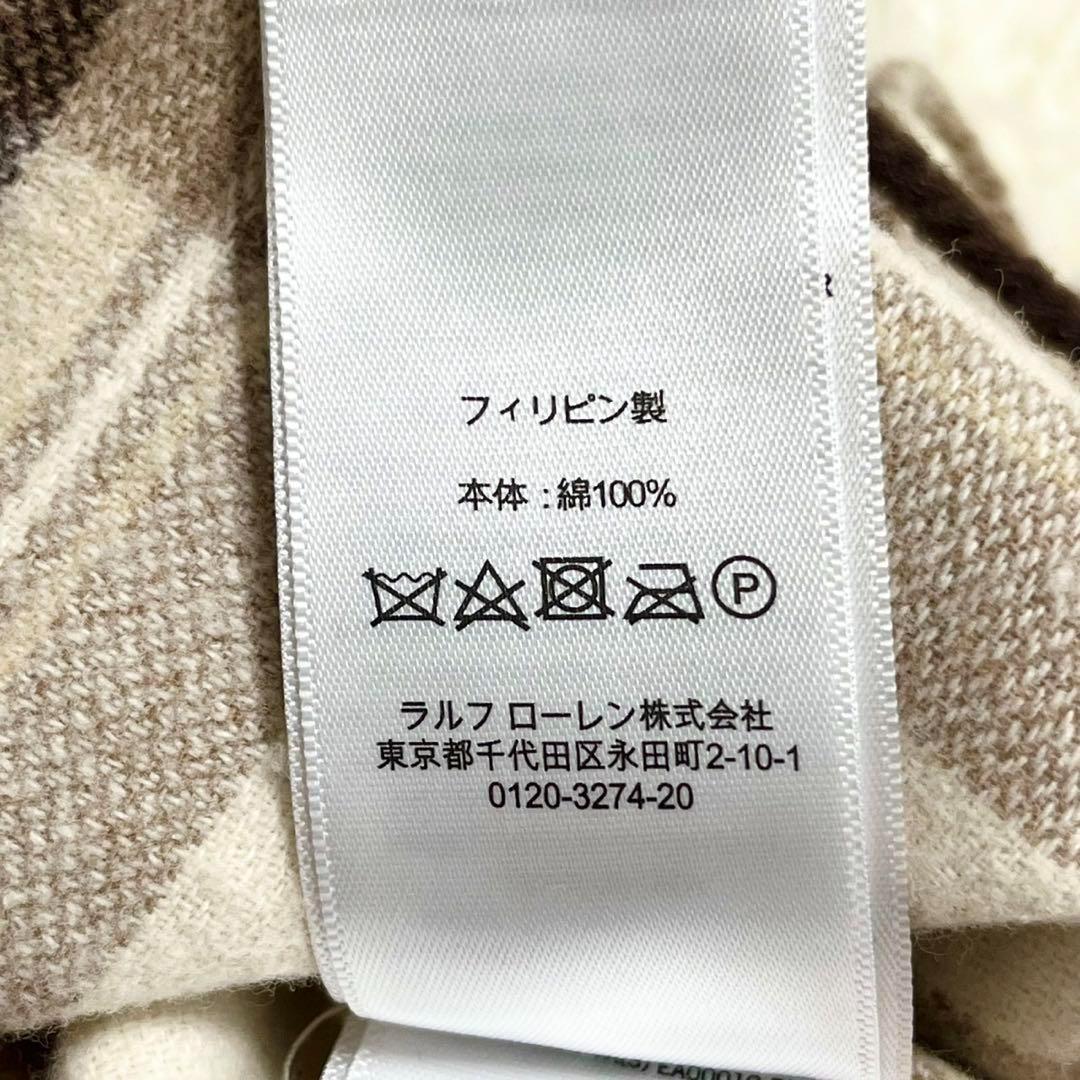 R
フィリピン製
本体 : 綿100%
P
ラルフ ローレン株式会社
東京都千代田区永田町2-10-1
0120-3274-20